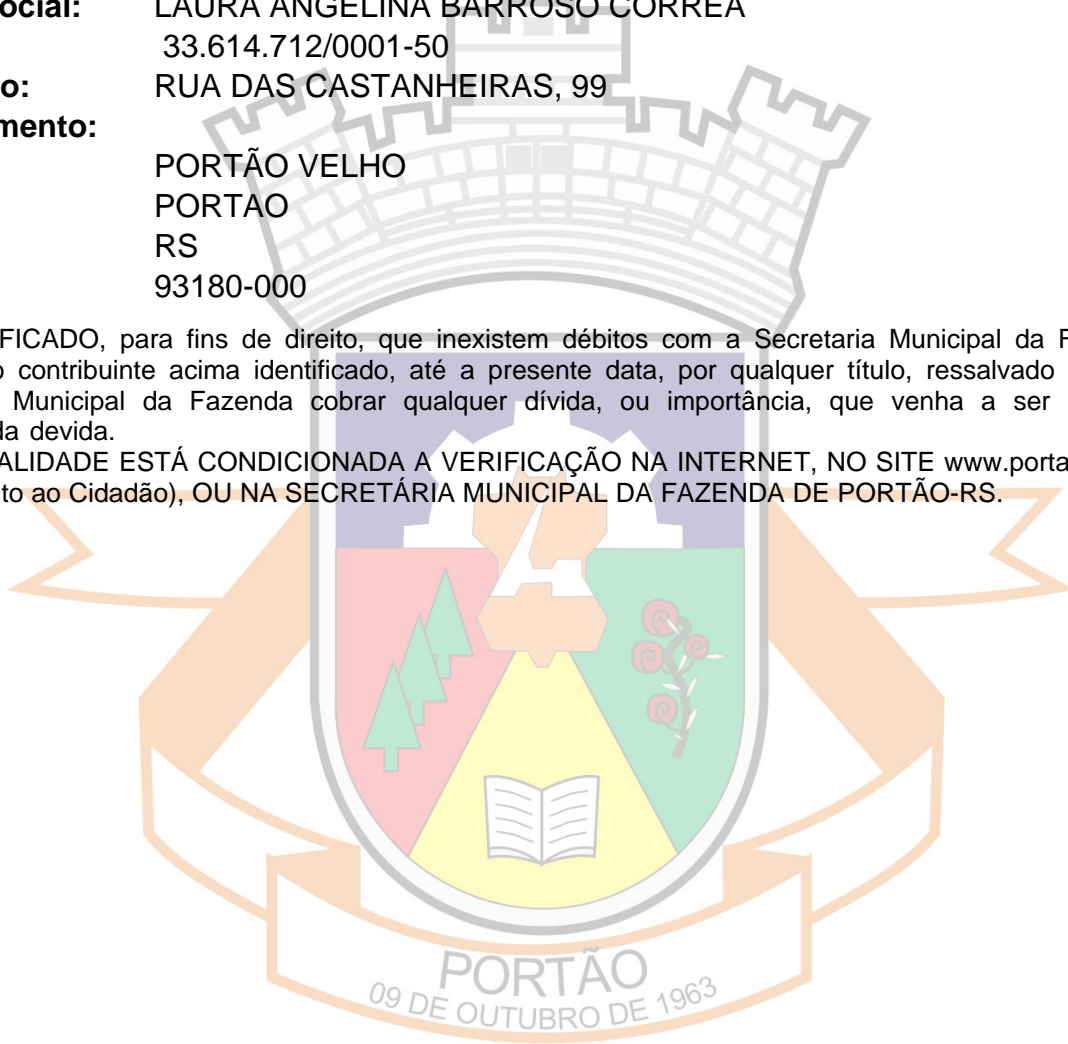 ocial: LAURA ANGELINA BARROSO CORREA
33.614.712/0001-50
o: RUA DAS CASTANHEIRAS, 99
mento:
PORTÃO VELHO
PORTAO
RS
93180-000
FICADO, para fins de direito, que inexistem débitos com a Secretaria Municipal da F
o contribuinte acima identificado, até a presente data, por qualquer título, ressalvado
Municipal da Fazenda cobrar qualquer dívida, ou importância, que venha a ser
da devida.
ALIDADE ESTÁ CONDICIONADA A VERIFICAÇÃO NA INTERNET, NO SITE www.porta
to ao Cidadão), OU NA SECRETÁRIA MUNICIPAL DA FAZENDA DE PORTÃO-RS.
PORTÃO
09 DE OUTUBRO DE 1963